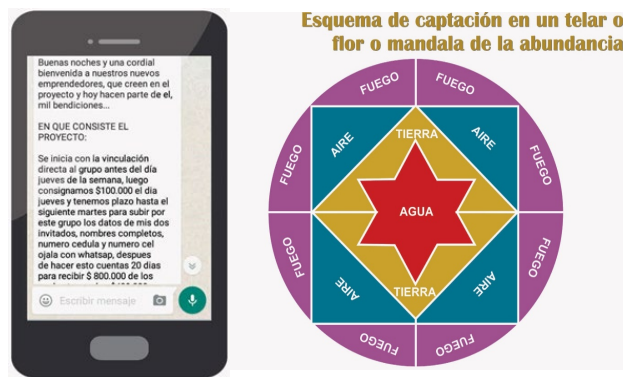 Esquema de captación en un telar o
flor o mandala de la abundancia
Buenas noches y una cordial
bienvenida a nuestros nuevos
emprendedores, que creen en el
proyecto y hoy hacen parte de el,
mil bendiciones...
EN QUE CONSISTE EL
PROYECTO:
Se inicia con la vinculación
directa al grupo antes del día
jueves de la semana, luego
consignamos $100.000 el día
jueves y tenemos plazo hasta el
siguiente martes para subir por
este grupo los datos de mis dos
invitados, nombres completos,
numero cedula y numero cel
ojala con whatsap, despues
de hacer esto cuentas 20 días
para recibir $ 800.000 de los
Escribir mensaje
FUEGO
FUEGO
FUEGO
FUEGO
AIRE
TIERRA
AIRE
AGUA
FUEGO
FUEGO
AIRE
TIERRA
AIRE
FUEGO
FUEGO